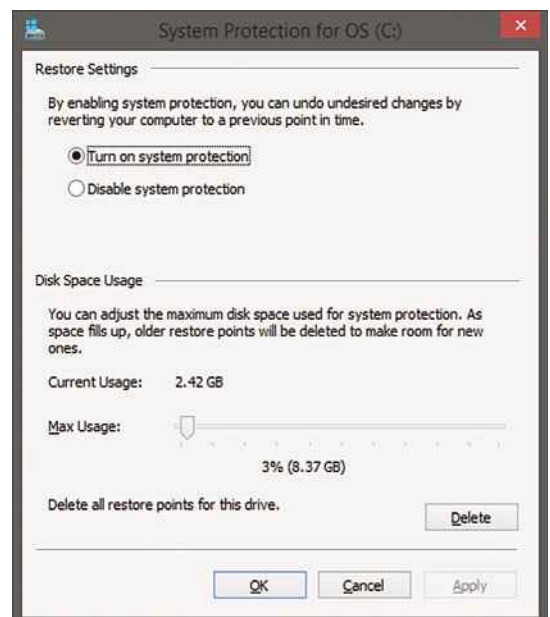 System Protection for OS (C:)
Restore Settings
By enabling system protection, you can undo undesired changes by
reverting your computer to a previous point in time.
Turn on system protection
Disable system protection
Disk Space Usage
You can adjust the maximum disk space used for system protection. As
space fills up, older restore points will be deleted to make room for new
ones.
Current Usage: 2.42 GB
Max Usage:
3% (8.37 GB)
Delete all restore points for this drive.
Delete
OK Cancel Apply